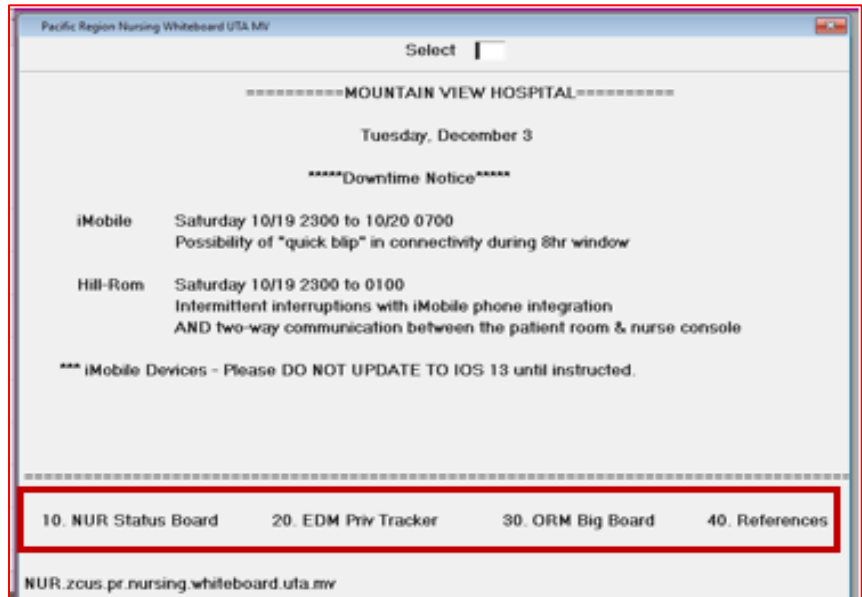 Pacific Region Nursing Whiteboard UTA MV
Select
==========MOUNTAIN VIEW HOSPITAL==========
Tuesday, December 3
*****Downtime Notice*****
iMobile Saturday 10/19 2300 to 10/20 0700
Possibility of "quick blip" in connectivity during 8hr window
Hill-Rom Saturday 10/19 2300 to 0100
Intermittent interruptions with iMobile phone integration
AND two-way communication between the patient room & nurse console
*** iMobile Devices - Please DO NOT UPDATE TO IOS 13 until instructed.
10. NUR Status Board 20. EDM Priv Tracker 30. ORM Big Board 40. References
NUR.zcus.pr.nursing.whiteboard.uta.mv